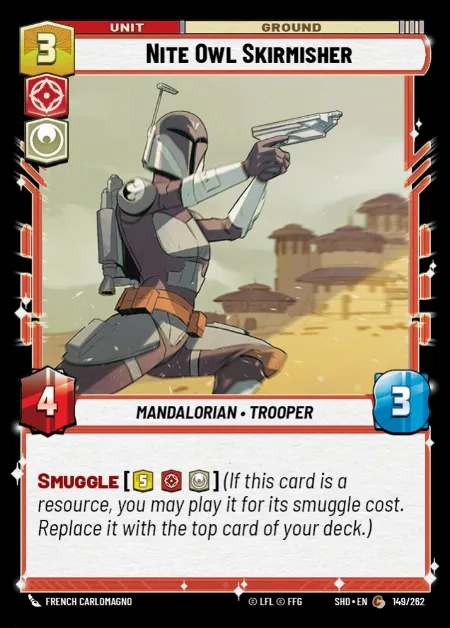 UNIT
GROUND
3
NITE OWL SKIRMISHER
4
MANDALORIAN • TROOPER
3
SMUGGLE [5] (If this card is a
resource, you may play it for its smuggle cost.
Replace it with the top card of your deck.)
FRENCH CARLOMAGNO
© LFL © FFG
SHD • EN C 149/262